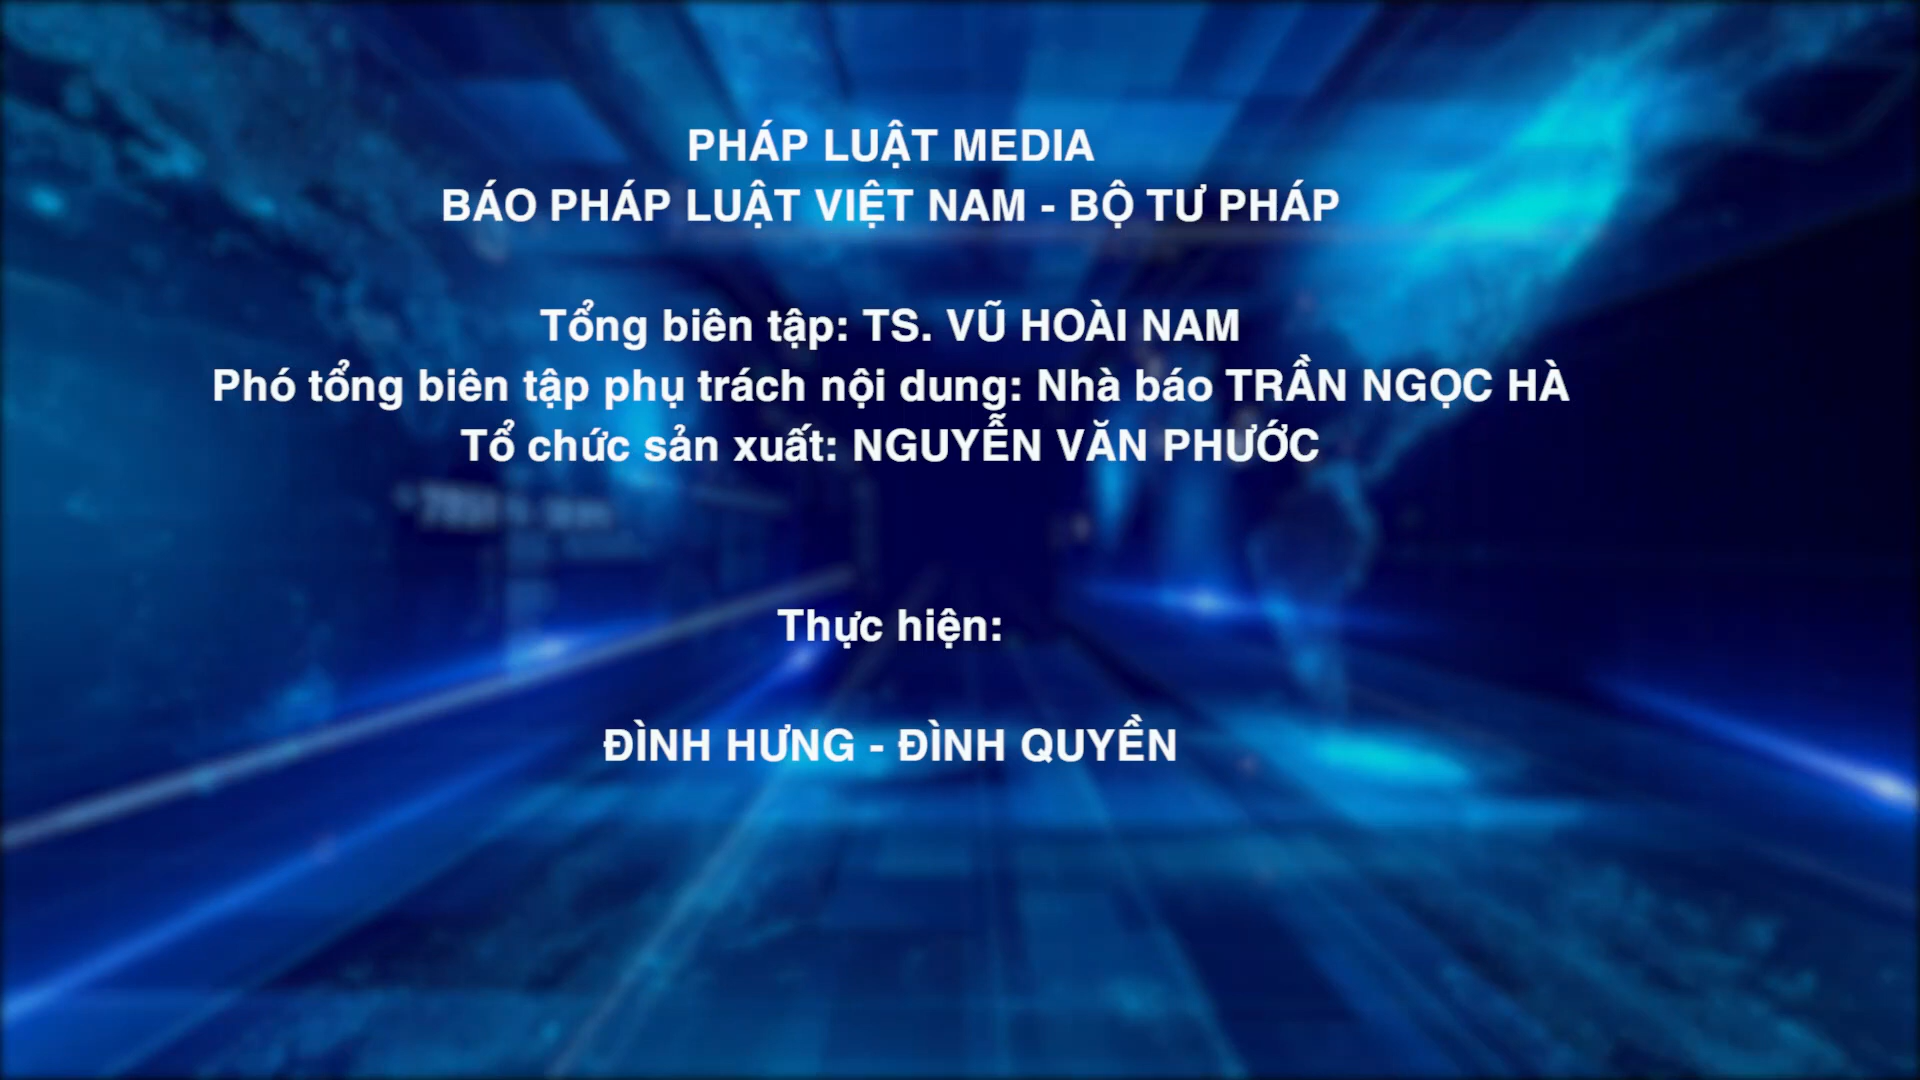 PHÁP LUẬT MEDIA
BÁO PHÁP LUẬT VIỆT NAM - BỘ TƯ PHÁP
Tổng biên tập: TS. VŨ HOÀI NAM
Phó tổng biên tập phụ trách nội dung: Nhà báo TRẦN NGỌC HÀ
Tổ chức sản xuất: NGUYỄN VĂN PHƯỚC
Thực hiện:
ĐÌNH HƯNG - ĐÌNH QUYỀN